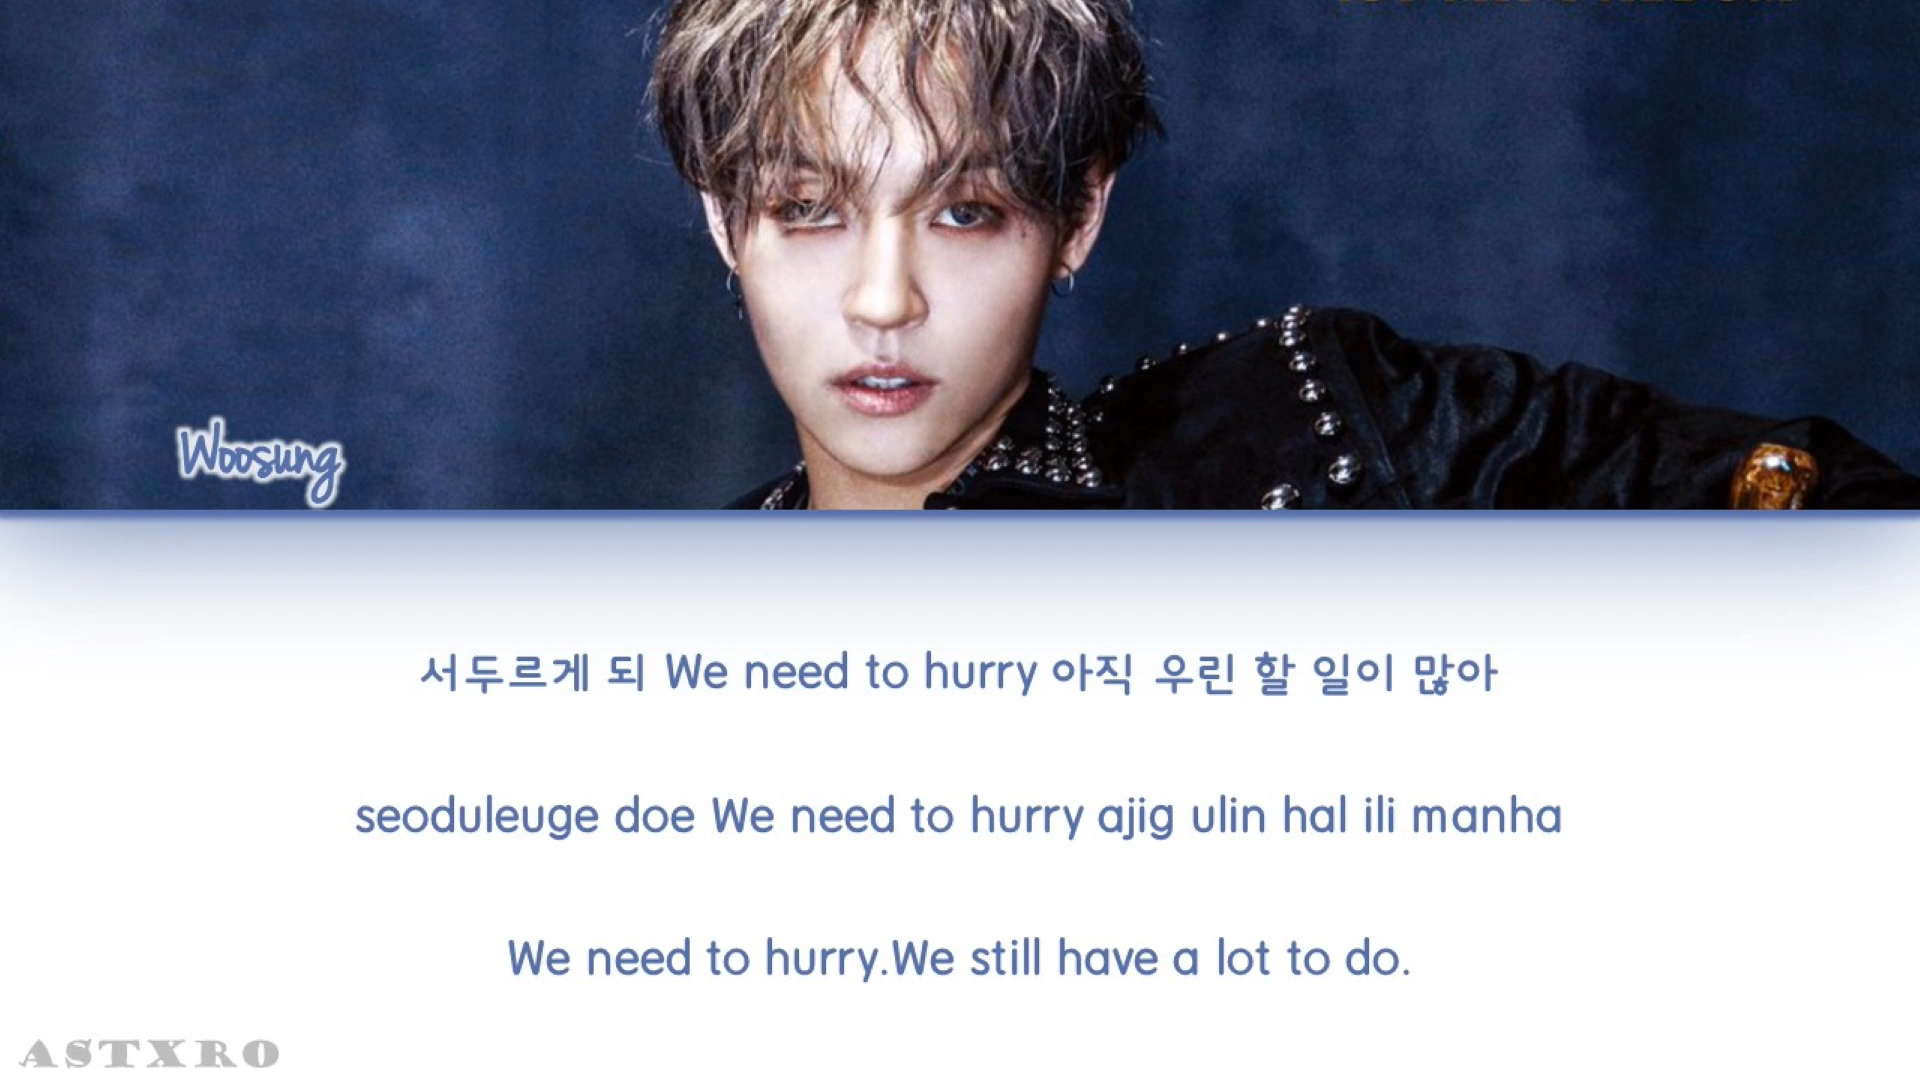 Woosung
서두르게 되 We need to hurry 아직 우린 할 일이 많아
seoduleuge doe We need to hurry ajig ulin hal ili manha
We need to hurry.We still have a lot to do.
ASTXRO